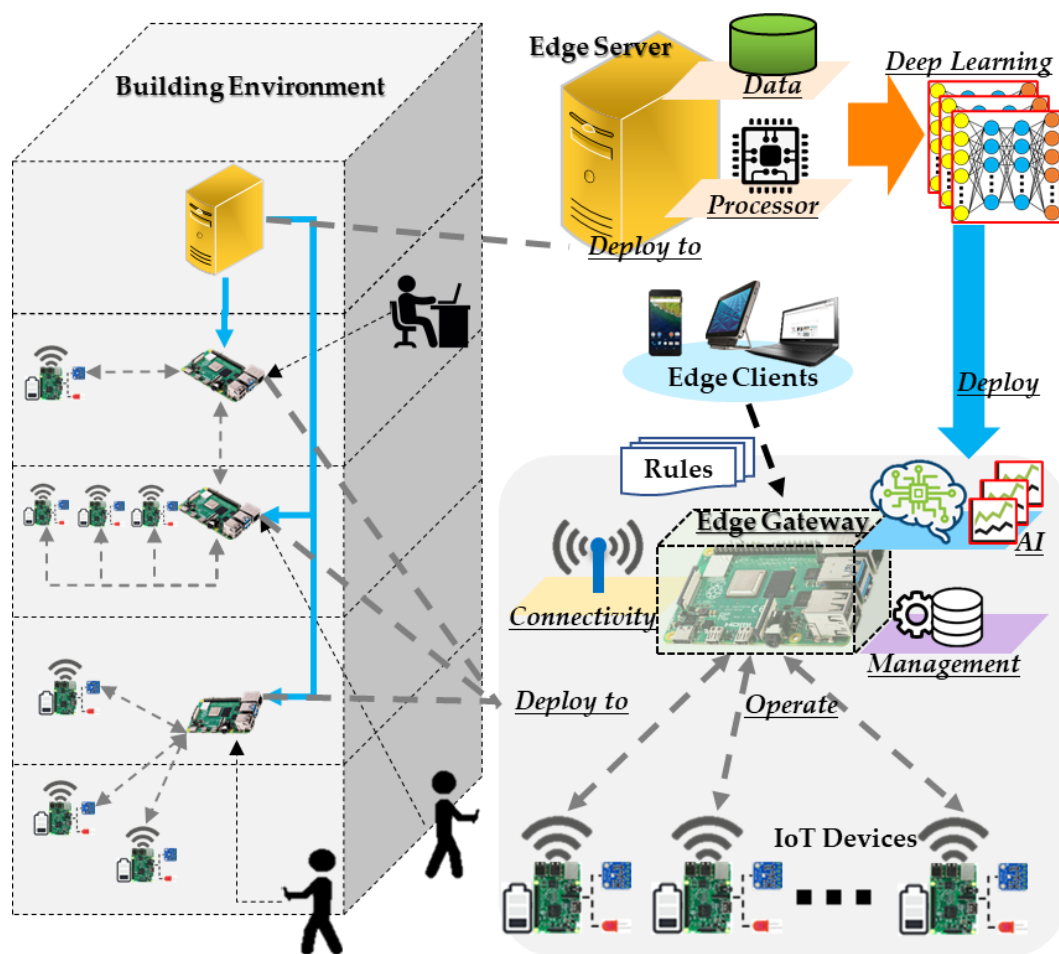 Building Environment
Edge Server
Data
Processor
Deep Learning
Deploy to
Edge Clients
Deploy
Rules
Edge Gateway
AI
Connectivity
Management
Deploy to
Operate
IoT Devices